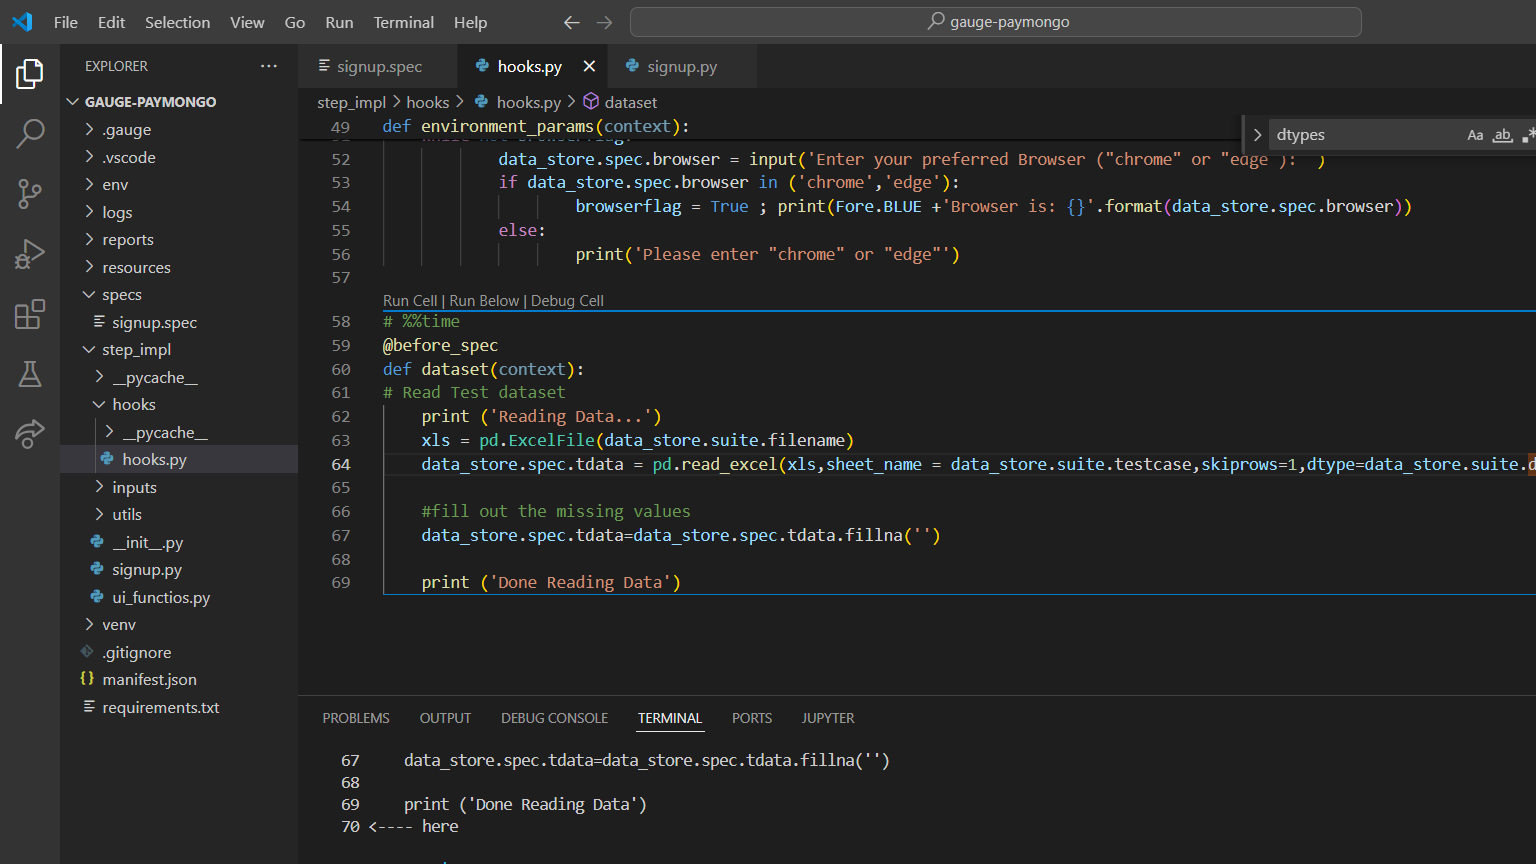 File Edit Selection View Go Run Terminal Help
gauge-paymongo
EXPLORER
GAUGE-PAYMONGO
.gauge
.vscode
env
logs
reports
resources
specs
signup.spec
step_impl
__pycache__
hooks
__pycache__
hooks.py
inputs
utils
__init__.py
signup.py
ui_functios.py
venv
.gitignore
manifest.json
requirements.txt
signup.spec hooks.py signup.py
step_impl > hooks > hooks.py > dataset
dtypes Aa ab
49 def environment_params(context):
52 data_store.spec.browser = input('Enter your preferred Browser ("chrome" or "edge ): )
53 if data_store.spec.browser in ('chrome','edge'):
54 browserflag = True ; print(Fore.BLUE +'Browser is: {}'.format(data_store.spec.browser))
55 else:
56 print('Please enter "chrome" or "edge"')
57
Run Cell | Run Below | Debug Cell
58 # %%time
59 @before_spec
60 def dataset(context):
61 # Read Test dataset
62 print ('Reading Data...')
63 xls = pd.ExcelFile(data_store.suite.filename)
64 data_store.spec.tdata = pd.read_excel(xls,sheet_name = data_store.suite.testcase,skiprows=1,dtype=data_store.suite.d
65
66 #fill out the missing values
67 data_store.spec.tdata=data_store.spec.tdata.fillna('')
68
69 print ('Done Reading Data')
PROBLEMS OUTPUT DEBUG CONSOLE TERMINAL PORTS JUPYTER
67 data_store.spec.tdata=data_store.spec.tdata.fillna('')
68
69 print ('Done Reading Data')
70 <---- here